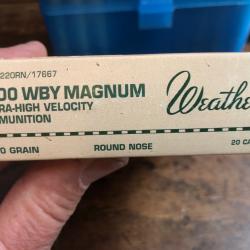 220RN/17667
00 WBY MAGNUM
RA-HIGH VELOCITY
MUNITION
Weathe
0 GRAIN ROUND NOSE 20 CA